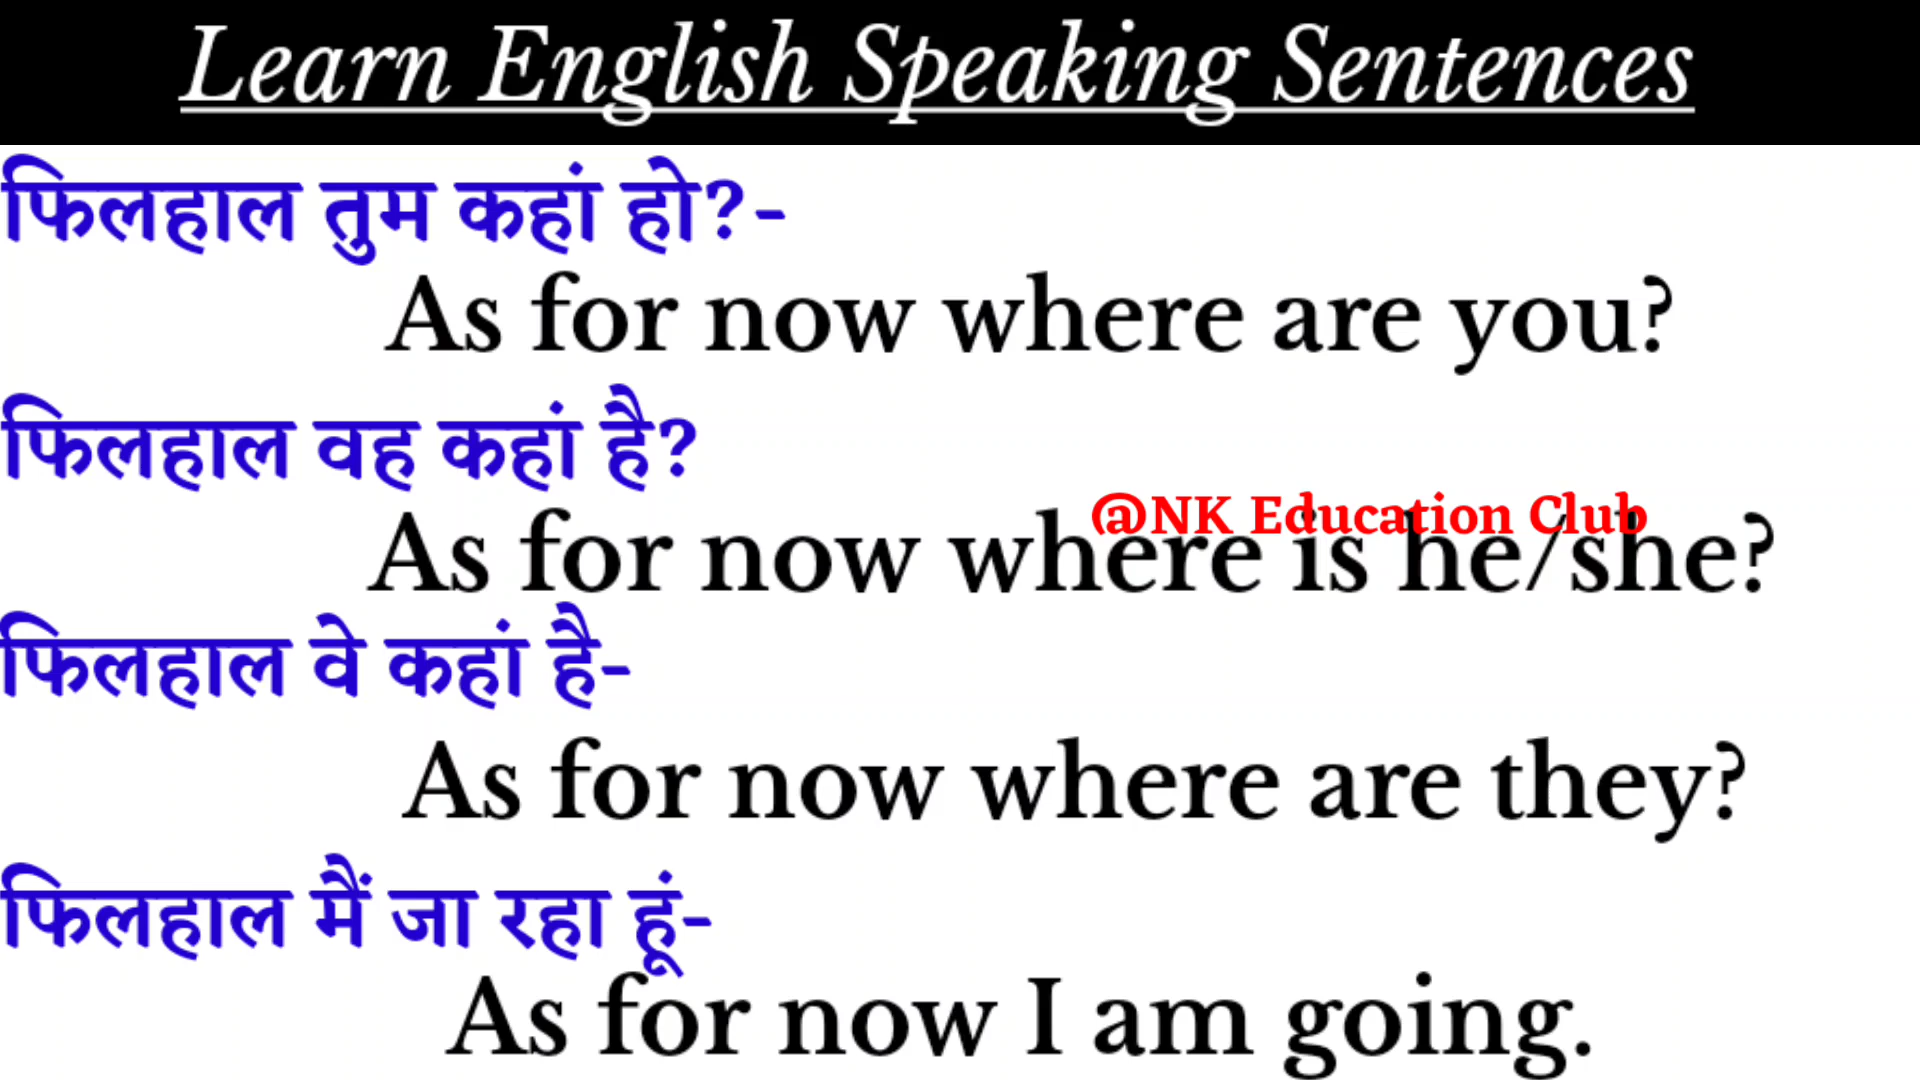 Learn English Speaking Sentences
फिलहाल तुम कहां हो?-
As for now where are you?
फिलहाल वह कहां है?
@NK Education Club
As for now where is he/she?
फिलहाल वे कहां है-
As for now where are they?
फिलहाल मैं जा रहा हूं-
As for now I am going.